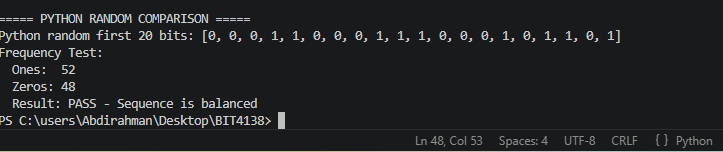 ===== PYTHON RANDOM COMPARISON =====
Python random first 20 bits: [0, 0, 0, 1, 1, 0, 0, 0, 1, 1, 1, 0, 0, 0, 1, 0, 1, 1, 0, 1]
Frequency Test:
  Ones:  52
  Zeros: 48
  Result: PASS - Sequence is balanced
PS C:\users\Abdirahman\Desktop\BIT4138>
Ln 48, Col 53 Spaces: 4 UTF-8 CRLF { } Python